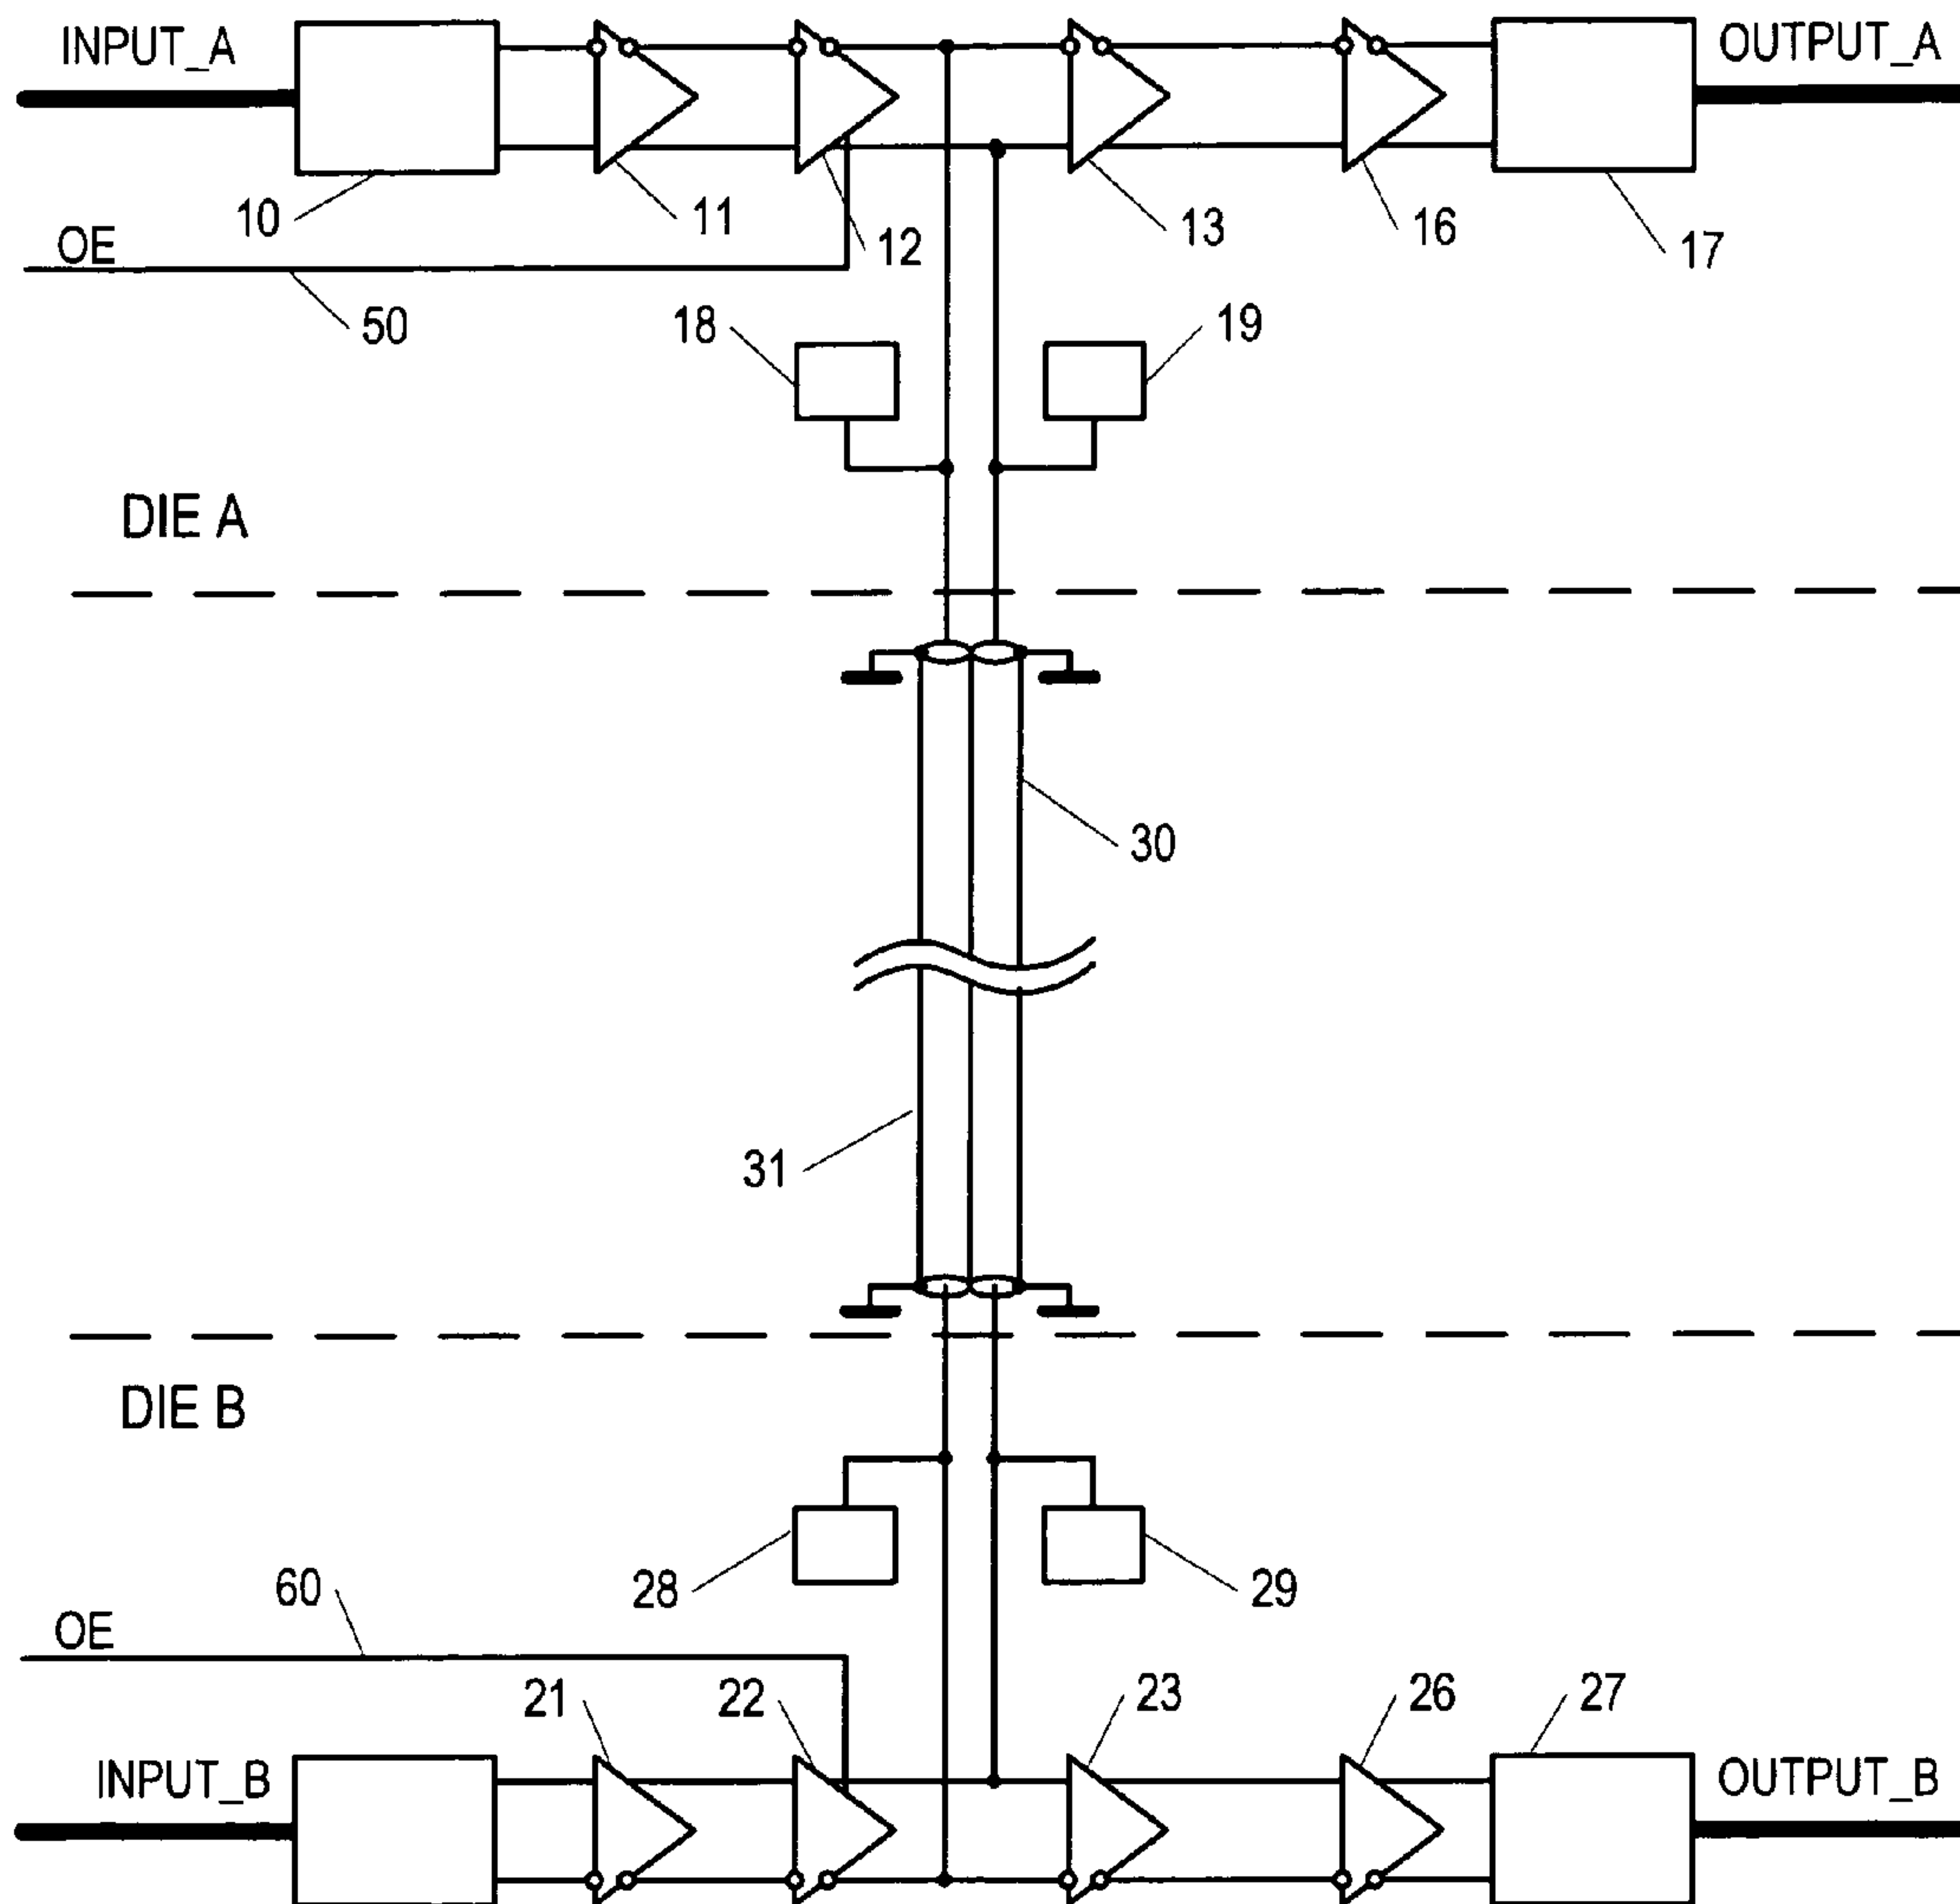 INPUT_A
OUTPUT_A
10
11
12
13
16
17
OE
50
18
19
DIE A
30
31
DIE B
28
29
60
OE
21
22
23
26
27
INPUT_B
OUTPUT_B